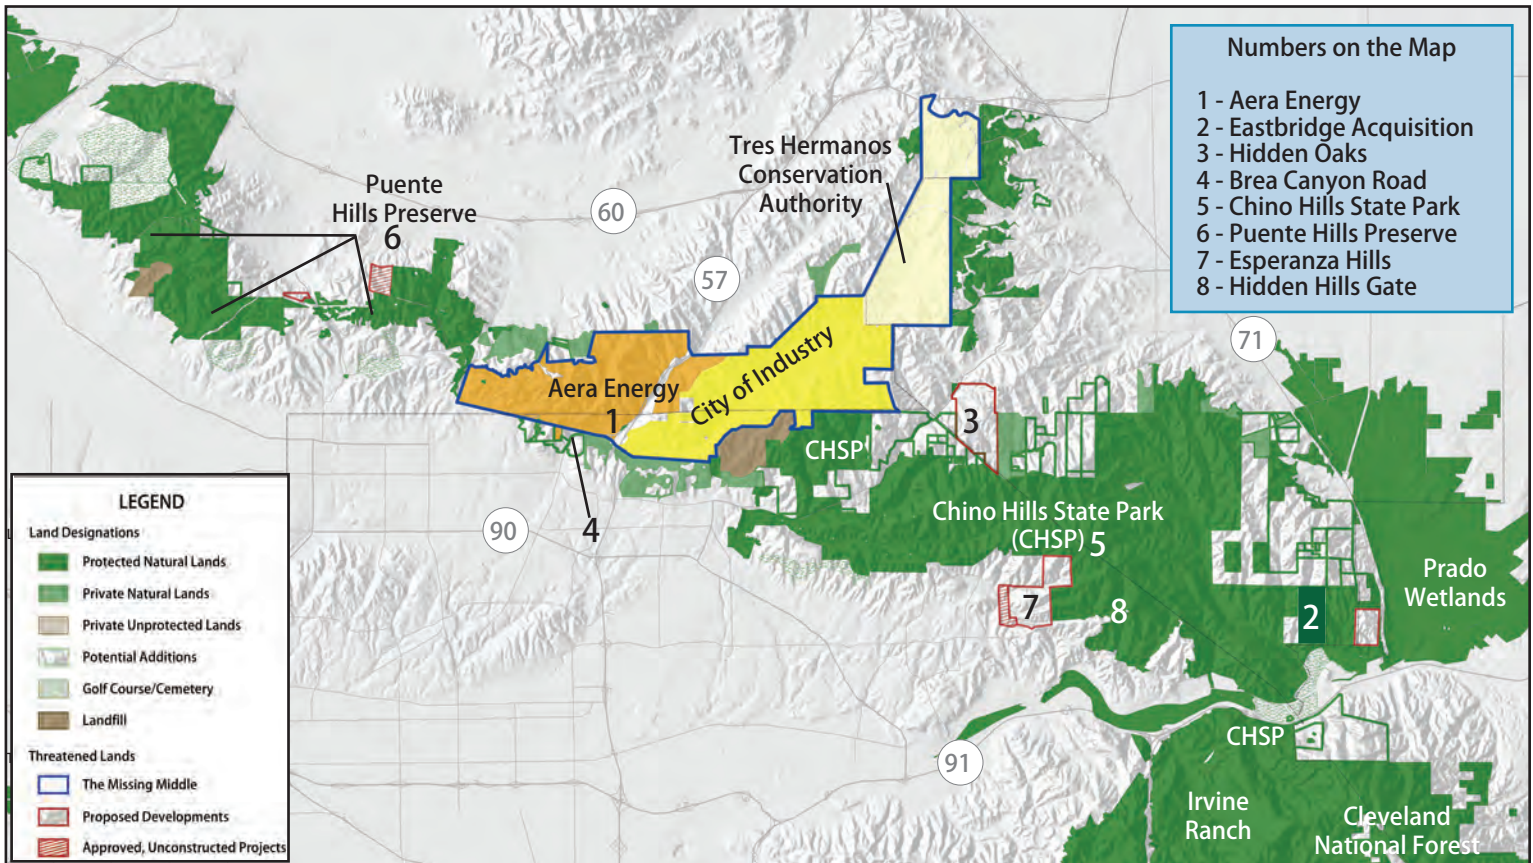 Numbers on the Map
1 - Aera Energy
2 - Eastbridge Acquisition
3 - Hidden Oaks
4 - Brea Canyon Road
5 - Chino Hills State Park
6 - Puente Hills Preserve
7 - Esperanza Hills
8 - Hidden Hills Gate
Tres Hermanos
Conservation
Authority
Puente
Hills Preserve
6
60
57
71
Aera Energy
1
City of Industry
3
CHSP
4
90
Chino Hills State Park
(CHSP) 5
7
8
2
Prado
Wetlands
91
CHSP
Irvine
Ranch
Cleveland
National Forest
LEGEND
Land Designations
Protected Natural Lands
Private Natural Lands
Private Unprotected Lands
Potential Additions
Golf Course/Cemetery
Landfill
Threatened Lands
The Missing Middle
Proposed Developments
Approved, Unconstructed Projects